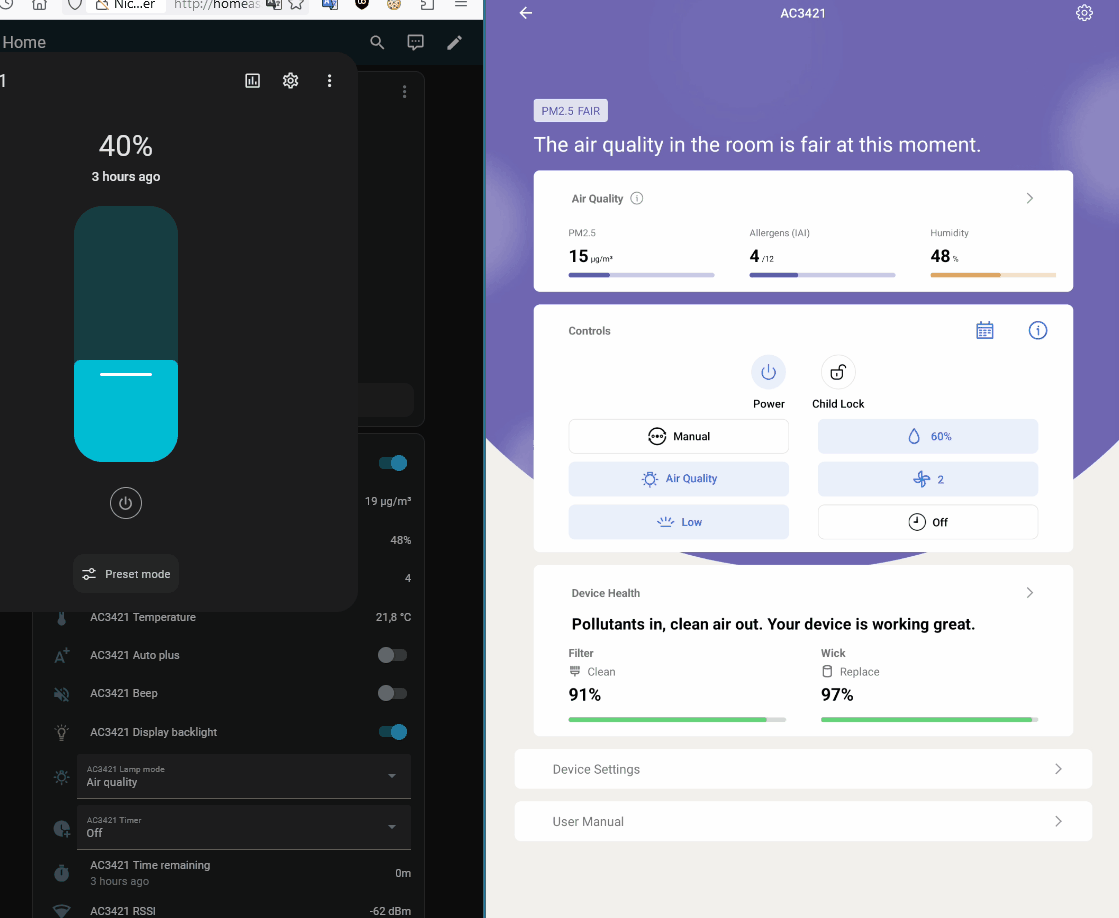 Nic...er
http://homeas
Home
1
40%
3 hours ago
Preset mode
19 µg/m³
48%
4
AC3421 Temperature
21,8 °C
AC3421 Auto plus
AC3421 Beep
AC3421 Display backlight
AC3421 Lamp mode
Air quality
AC3421 Timer
Off
AC3421 Time remaining
3 hours ago
0m
AC3421 RSSI
-62 dBm
AC3421
PM2.5 FAIR
The air quality in the room is fair at this moment.
Air Quality
PM2.5
15 µg/m³
Allergens (IAI)
4 /12
Humidity
48 %
Controls
Power
Child Lock
Manual
60%
Air Quality
2
Low
Off
Device Health
Pollutants in, clean air out. Your device is working great.
Filter
Clean
91%
Wick
Replace
97%
Device Settings
User Manual